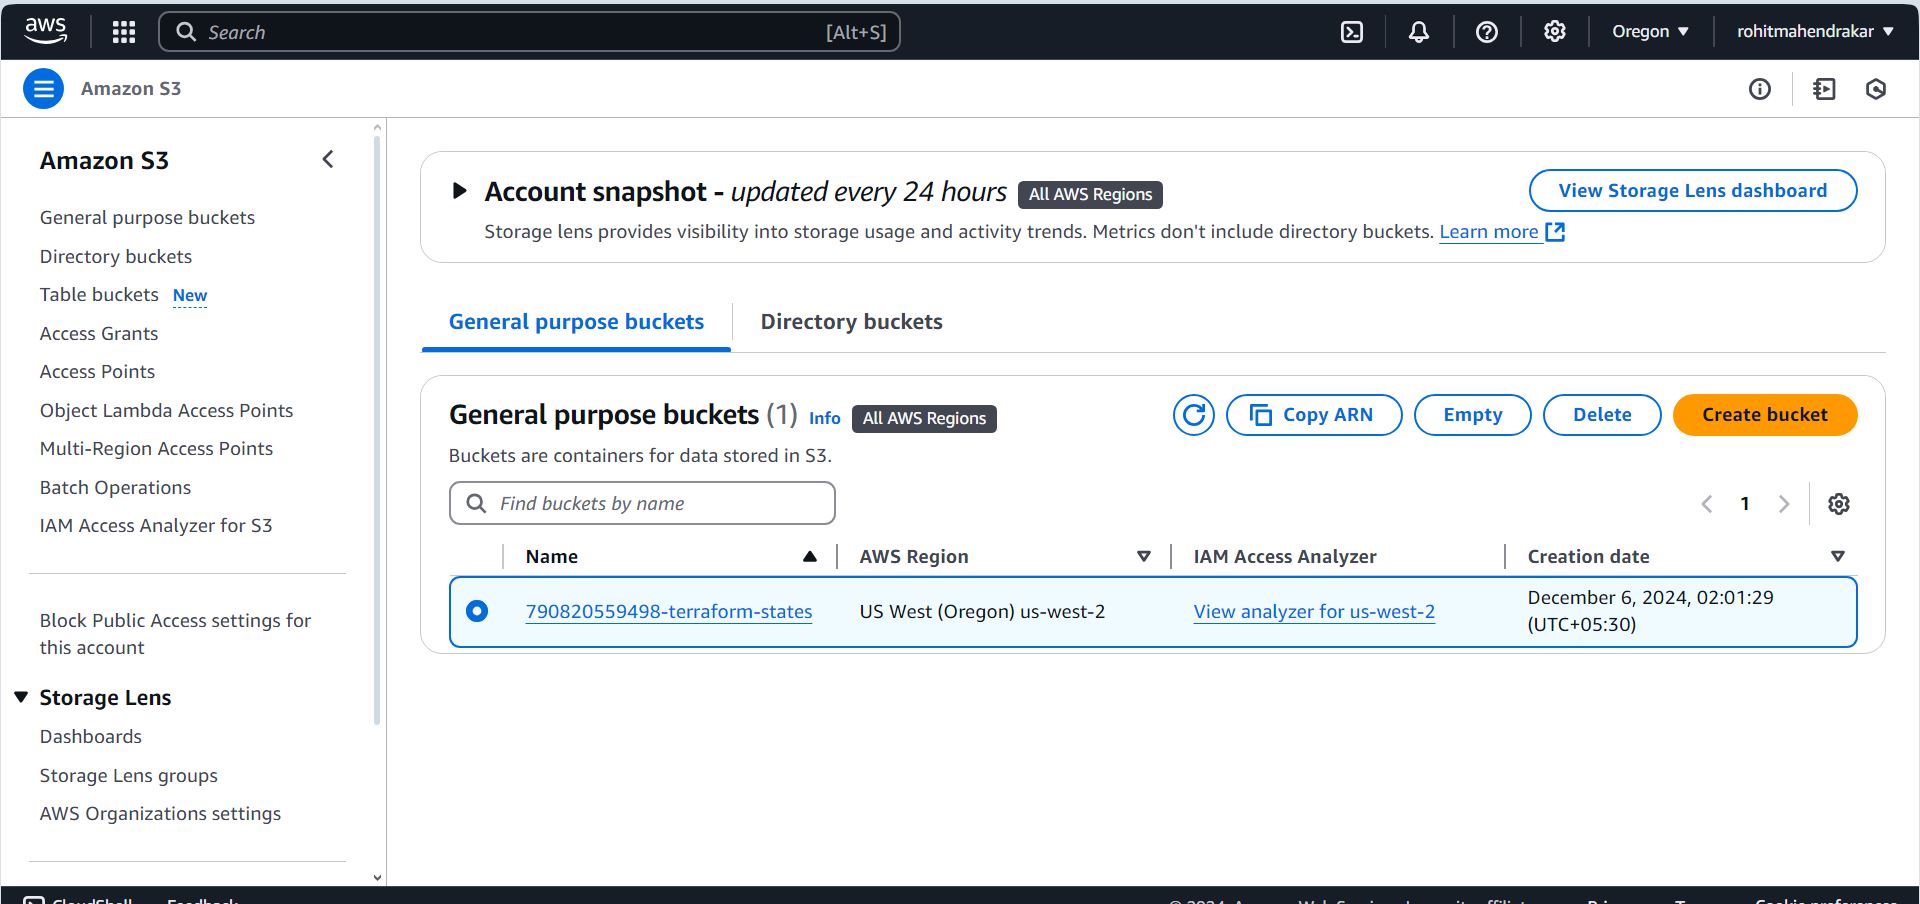 aws
Search [Alt+S]
Oregon
rohitmahendrakar
Amazon S3
Amazon S3
General purpose buckets
Directory buckets
Table buckets New
Access Grants
Access Points
Object Lambda Access Points
Multi-Region Access Points
Batch Operations
IAM Access Analyzer for S3
Block Public Access settings for
this account
Storage Lens
Dashboards
Storage Lens groups
AWS Organizations settings
Account snapshot - updated every 24 hours All AWS Regions
View Storage Lens dashboard
Storage lens provides visibility into storage usage and activity trends. Metrics don't include directory buckets. Learn more
General purpose buckets Directory buckets
General purpose buckets (1) Info All AWS Regions
Copy ARN Empty Delete Create bucket
Buckets are containers for data stored in S3.
Find buckets by name
1
Name AWS Region IAM Access Analyzer Creation date
790820559498-terraform-states US West (Oregon) us-west-2 View analyzer for us-west-2 December 6, 2024, 02:01:29
(UTC+05:30)
CloudShell Feedback